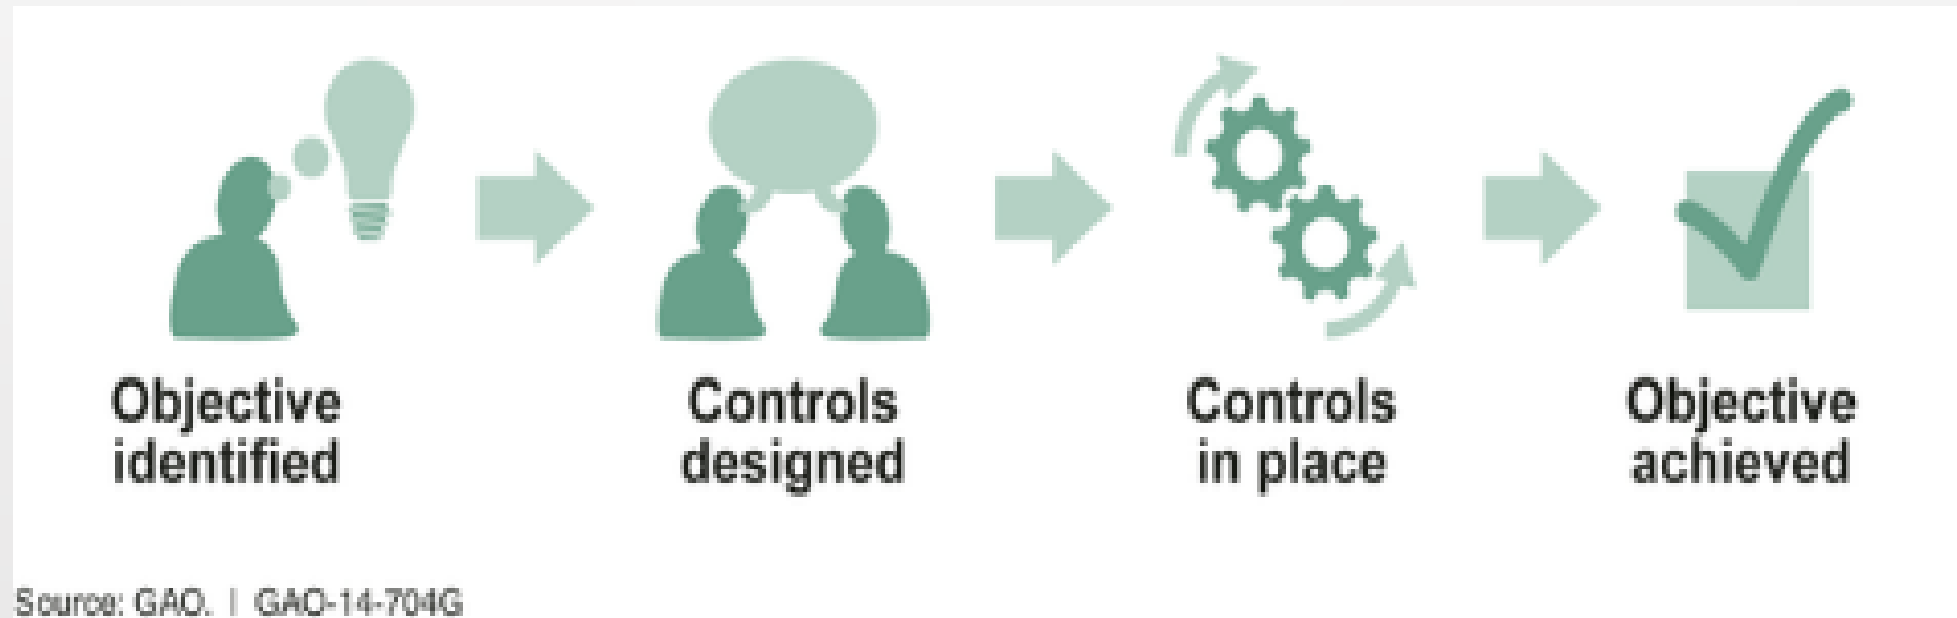 Objective
identified
Controls
designed
Controls
in place
Objective
achieved
Source: GAO. | GAO-14-704G